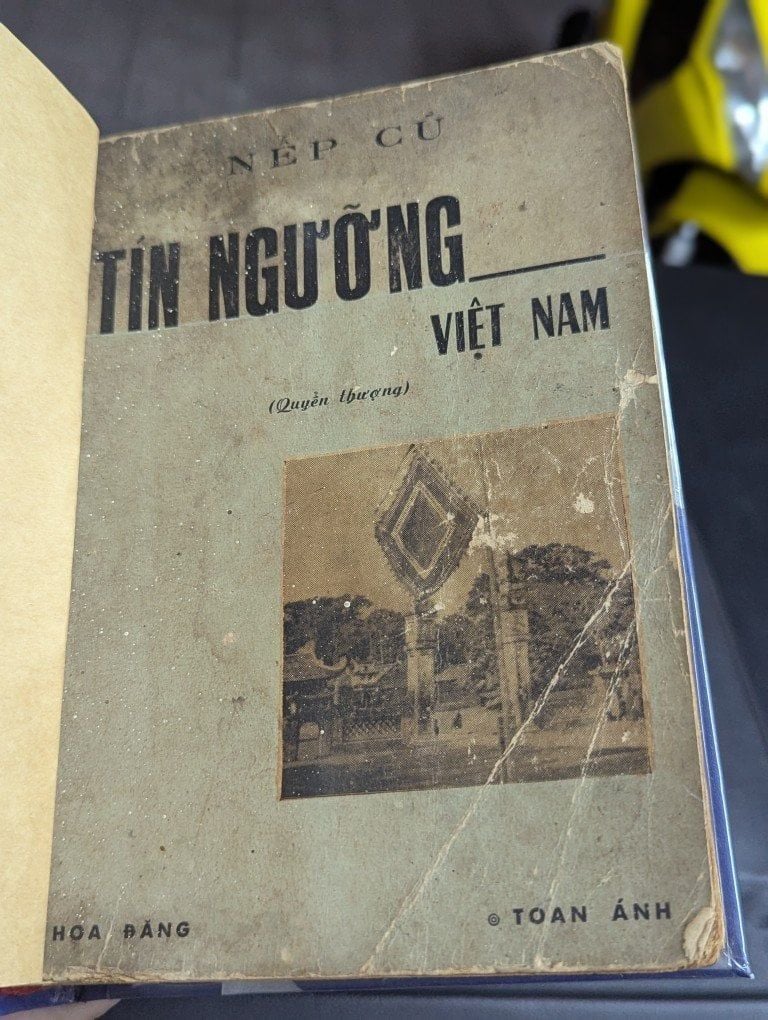 NẾP CŨ
TÍN NGƯỠNG
VIỆT NAM
(Quyển thượng)
HOA ĐĂNG
© TOAN ÁNH